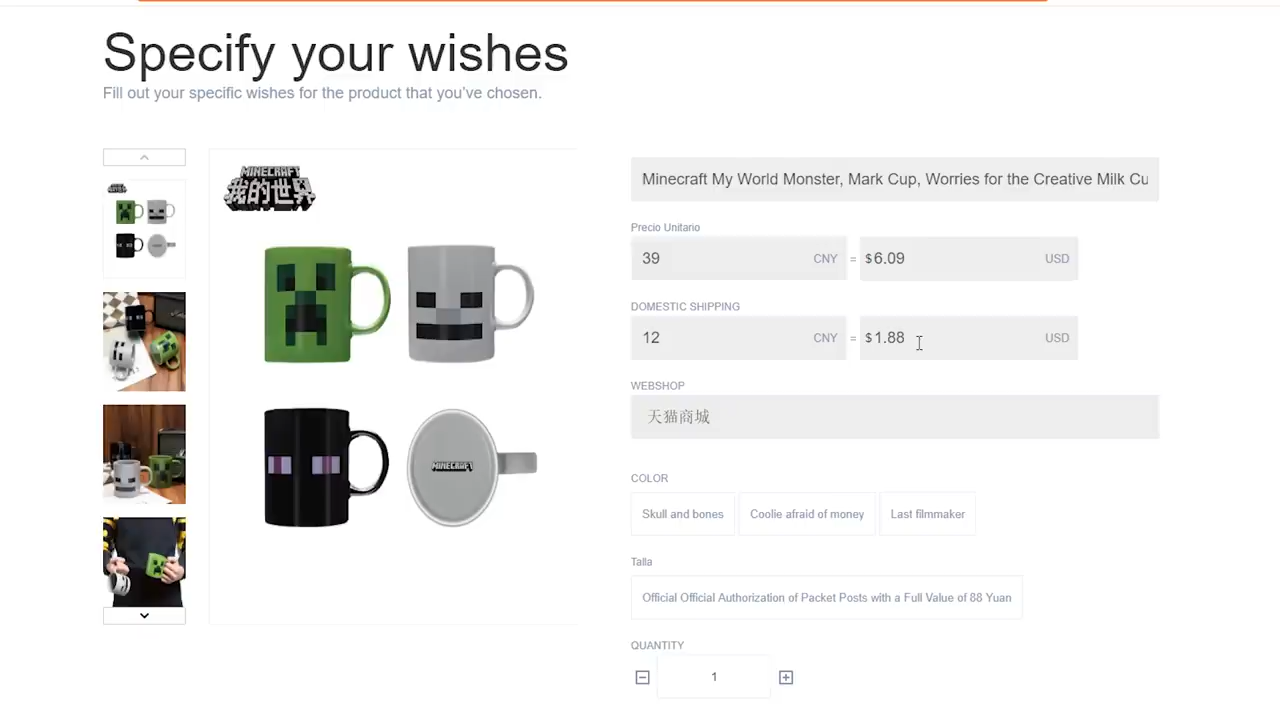 Specify your wishes
Fill out your specific wishes for the product that you've chosen.
MINECRAFT
我的世界
Minecraft My World Monster, Mark Cup, Worries for the Creative Milk Cu
Precio Unitario
39 CNY = $6.09 USD
DOMESTIC SHIPPING
12 CNY = $1.88 USD
WEBSHOP
天猫商城
MINECRAFT
COLOR
Skull and bones Coolie afraid of money Last filmmaker
Talla
Official Official Authorization of Packet Posts with a Full Value of 88 Yuan
QUANTITY
1